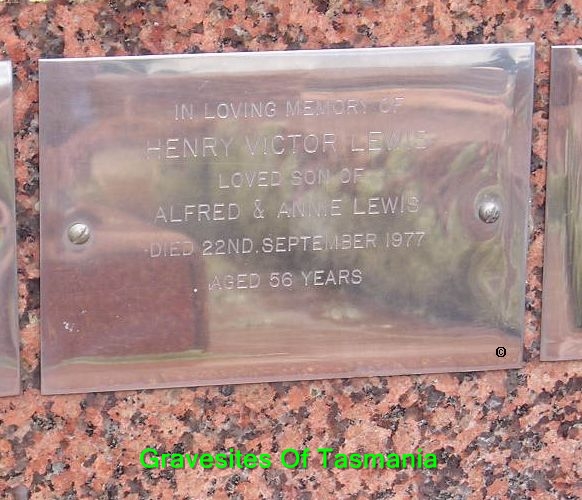 IN LOVING MEMORY OF
HENRY VICTOR LEWIS
LOVED SON OF
ALFRED & ANNIE LEWIS
DIED 22ND. SEPTEMBER 1977
AGED 56 YEARS
©
Gravesites Of Tasmania